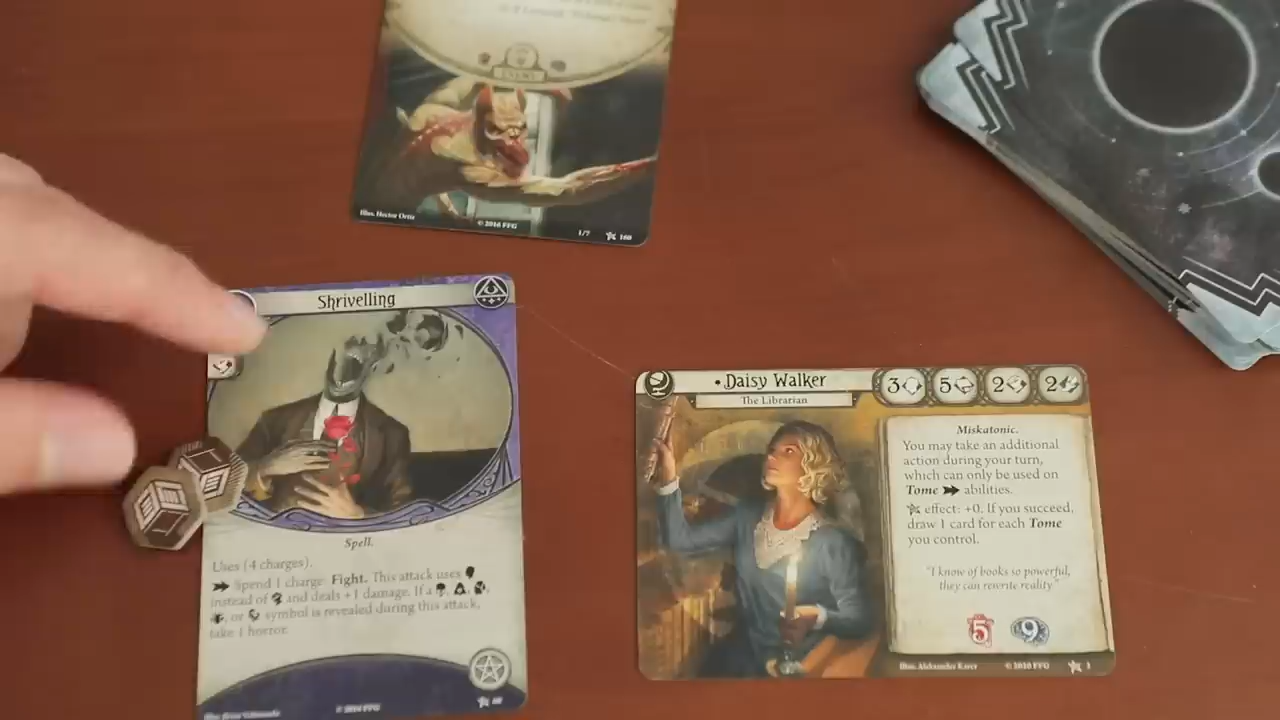 ENEMY
Illus. Hector Ortiz
© 2016 FFG
1/7
160
Shrivelling
Spell.
Uses (4 charges).
Spend 1 charge: Fight. This attack uses
instead of and deals +1 damage. If a
or symbol is revealed during this attack,
take 1 horror.
© 2016 FFG
60
•Daisy Walker
3 5 2 2
The Librarian
Miskatonic.
You may take an additional
action during your turn,
which can only be used on
Tome abilities.
effect: +0. If you succeed,
draw 1 card for each Tome
you control.
"I know of books so powerful,
they can rewrite reality"
5 9
Illus. Aleksander Karcz
© 2020 FFG